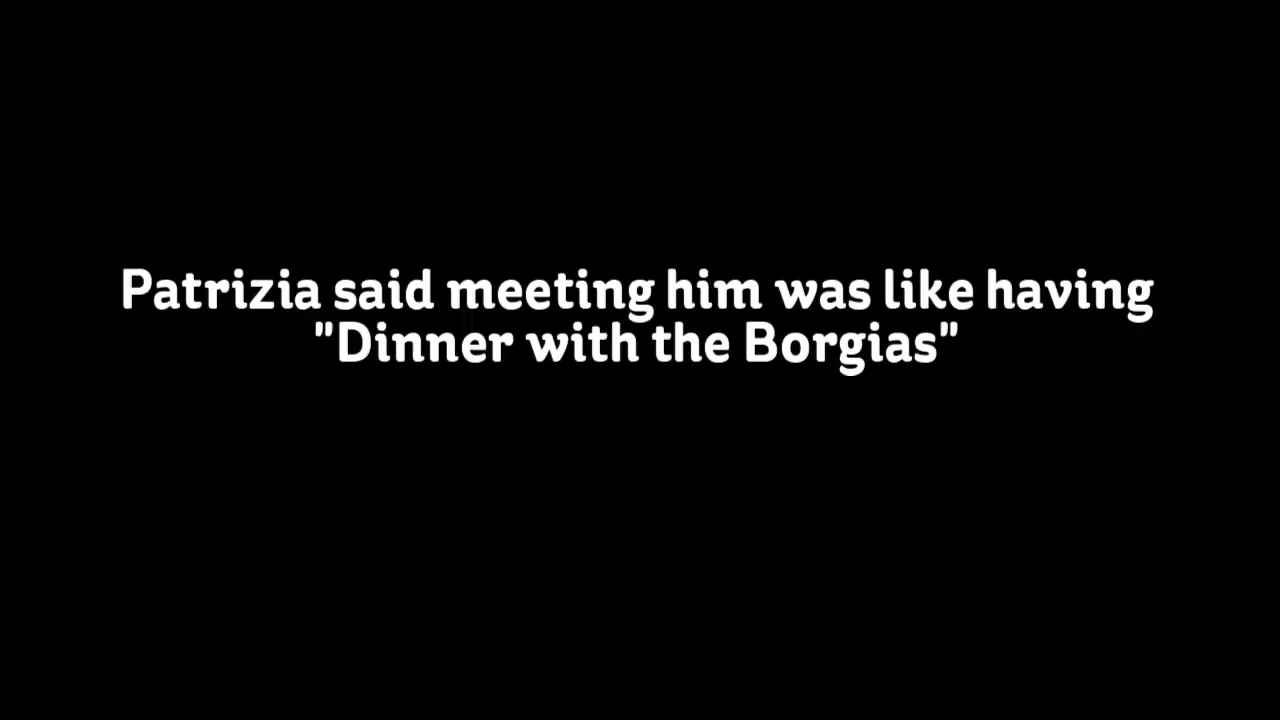 Patrizia said meeting him was like having
"Dinner with the Borgias"